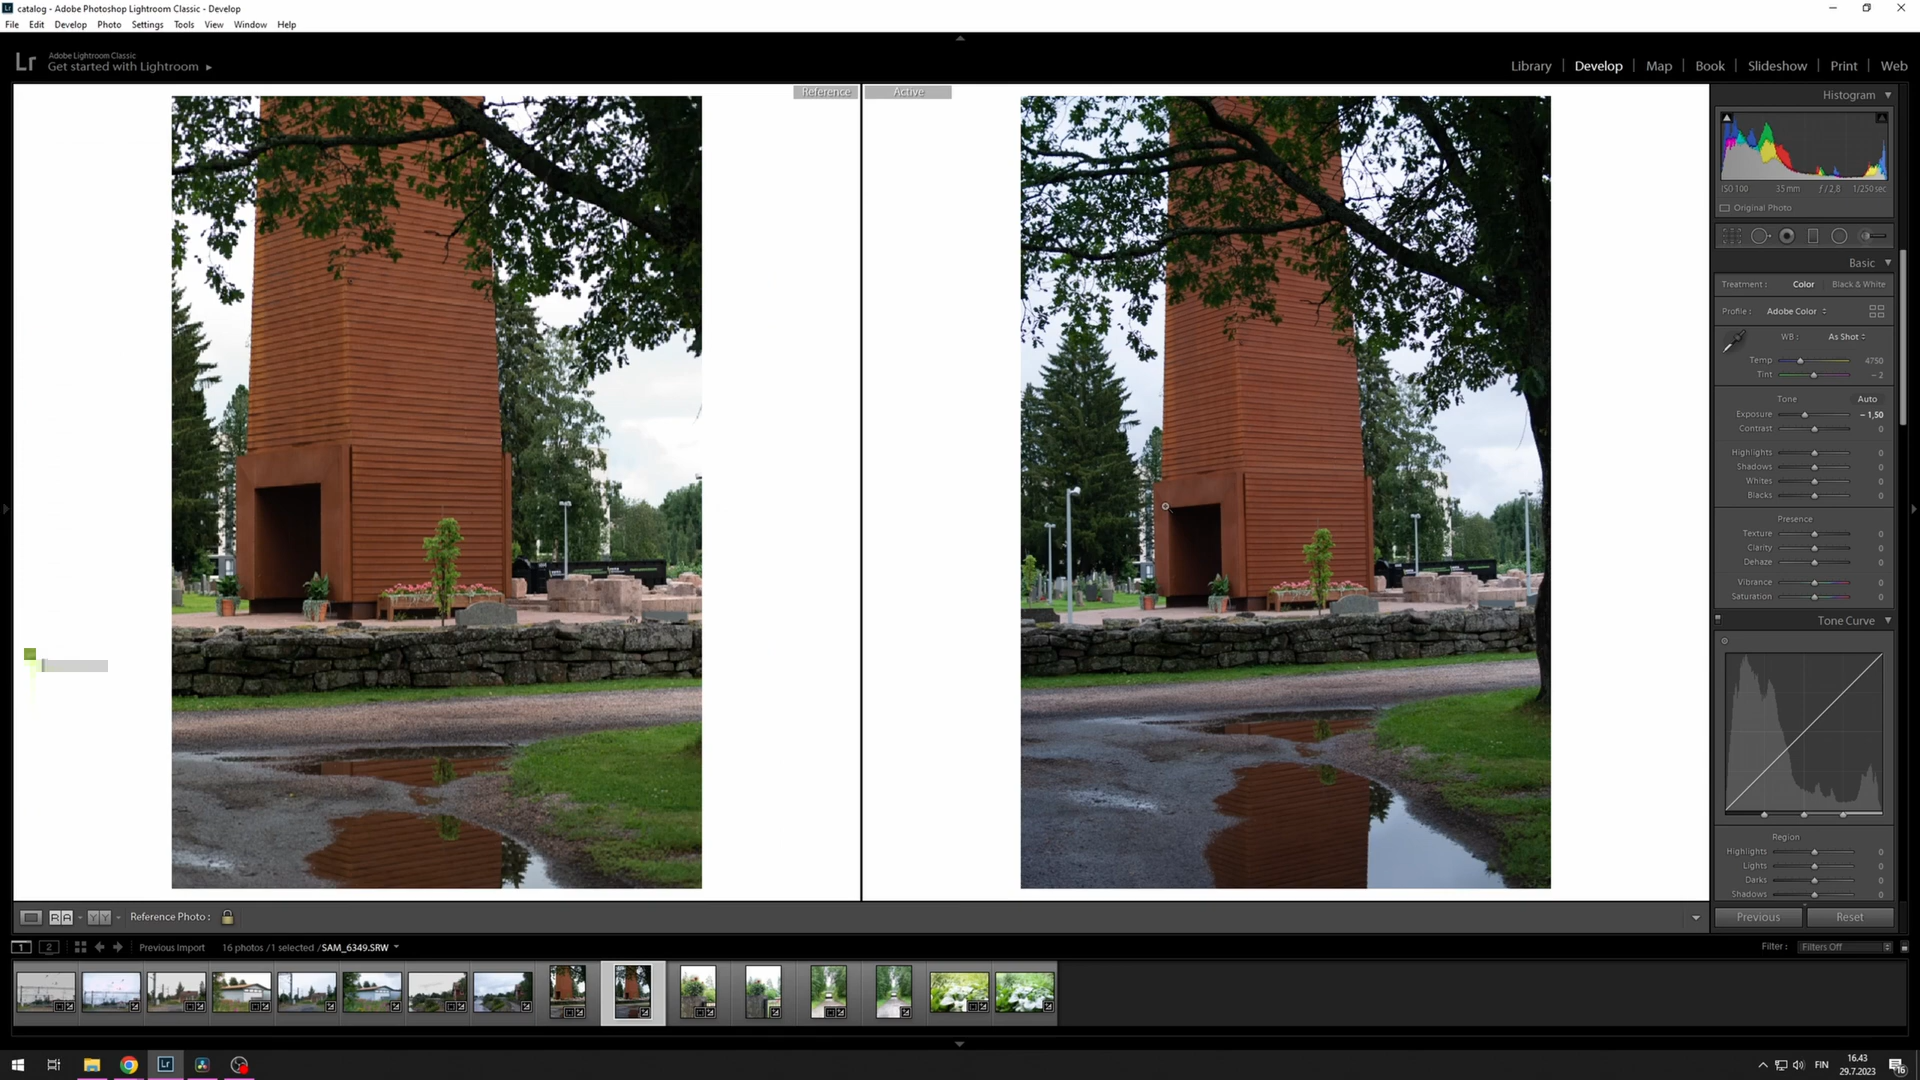 catalog - Adobe Photoshop Lightroom Classic - Develop
File Edit Develop Photo Settings Tools View Window Help
Lr
Adobe Lightroom Classic
Get started with Lightroom
Library Develop Map Book Slideshow Print Web
Reference
Active
Histogram
ISO 100 35 mm ƒ / 2,8 1/250 sec
Original Photo
Basic
Treatment : Color Black & White
Profile : Adobe Color
WB : As Shot
Temp 4750
Tint - 2
Tone Auto
Exposure - 1,50
Contrast 0
Highlights 0
Shadows 0
Whites 0
Blacks 0
Presence
Texture 0
Clarity 0
Dehaze 0
Vibrance 0
Saturation 0
Tone Curve
Region
Highlights 0
Lights 0
Darks 0
Shadows 0
Previous Reset
R A Y Y Reference Photo :
1 2 Previous Import 16 photos / 1 selected / SAM_6349.SRW
Filter : Filters Off
Lr
FIN
16.43
29.7.2023
16